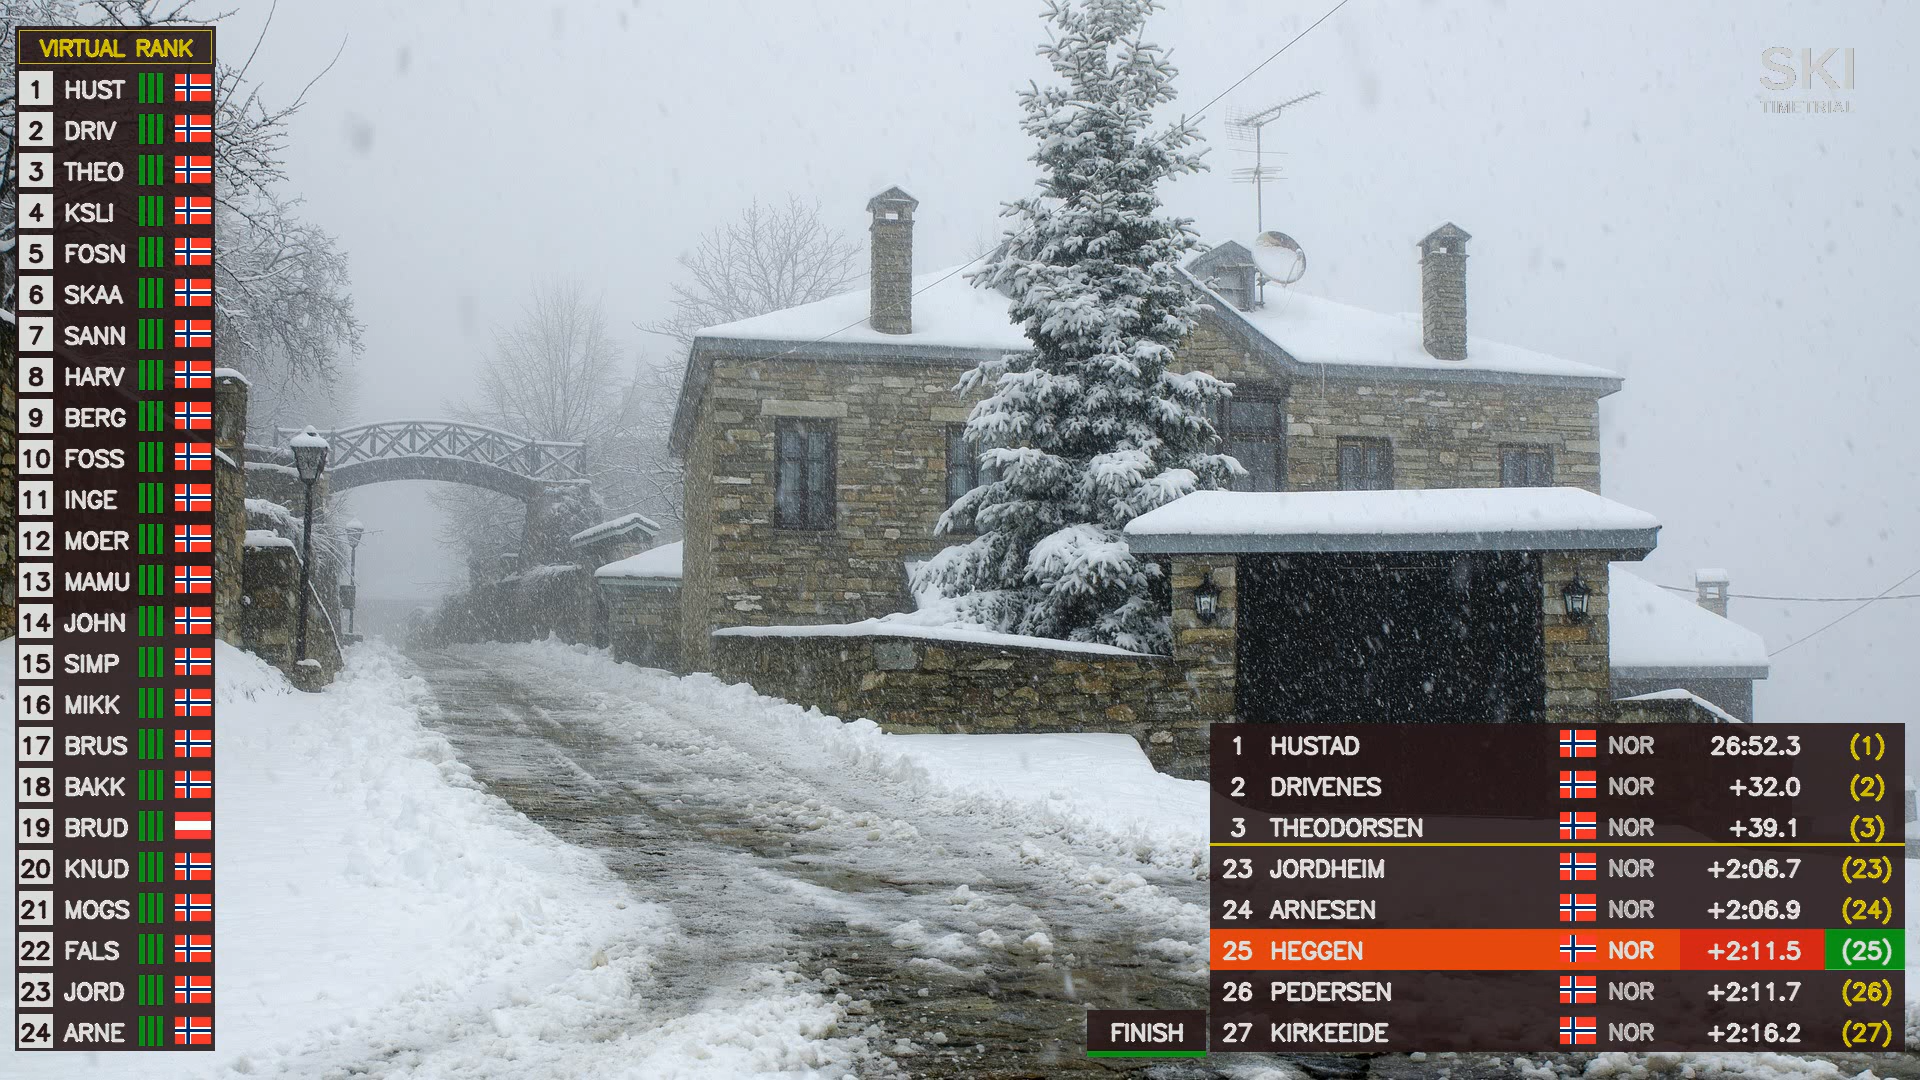 VIRTUAL RANK
1 HUST
2 DRIV
3 THEO
4 KSLI
5 FOSN
6 SKAA
7 SANN
8 HARV
9 BERG
10 FOSS
11 INGE
12 MOER
13 MAMU
14 JOHN
15 SIMP
16 MIKK
17 BRUS
18 BAKK
19 BRUD
20 KNUD
21 MOGS
22 FALS
23 JORD
24 ARNE
SKI
TIMETRIAL
1 HUSTAD NOR 26:52.3 (1)
2 DRIVENES NOR +32.0 (2)
3 THEODORSEN NOR +39.1 (3)
23 JORDHEIM NOR +2:06.7 (23)
24 ARNESEN NOR +2:06.9 (24)
25 HEGGEN NOR +2:11.5 (25)
26 PEDERSEN NOR +2:11.7 (26)
FINISH
27 KIRKEEIDE NOR +2:16.2 (27)